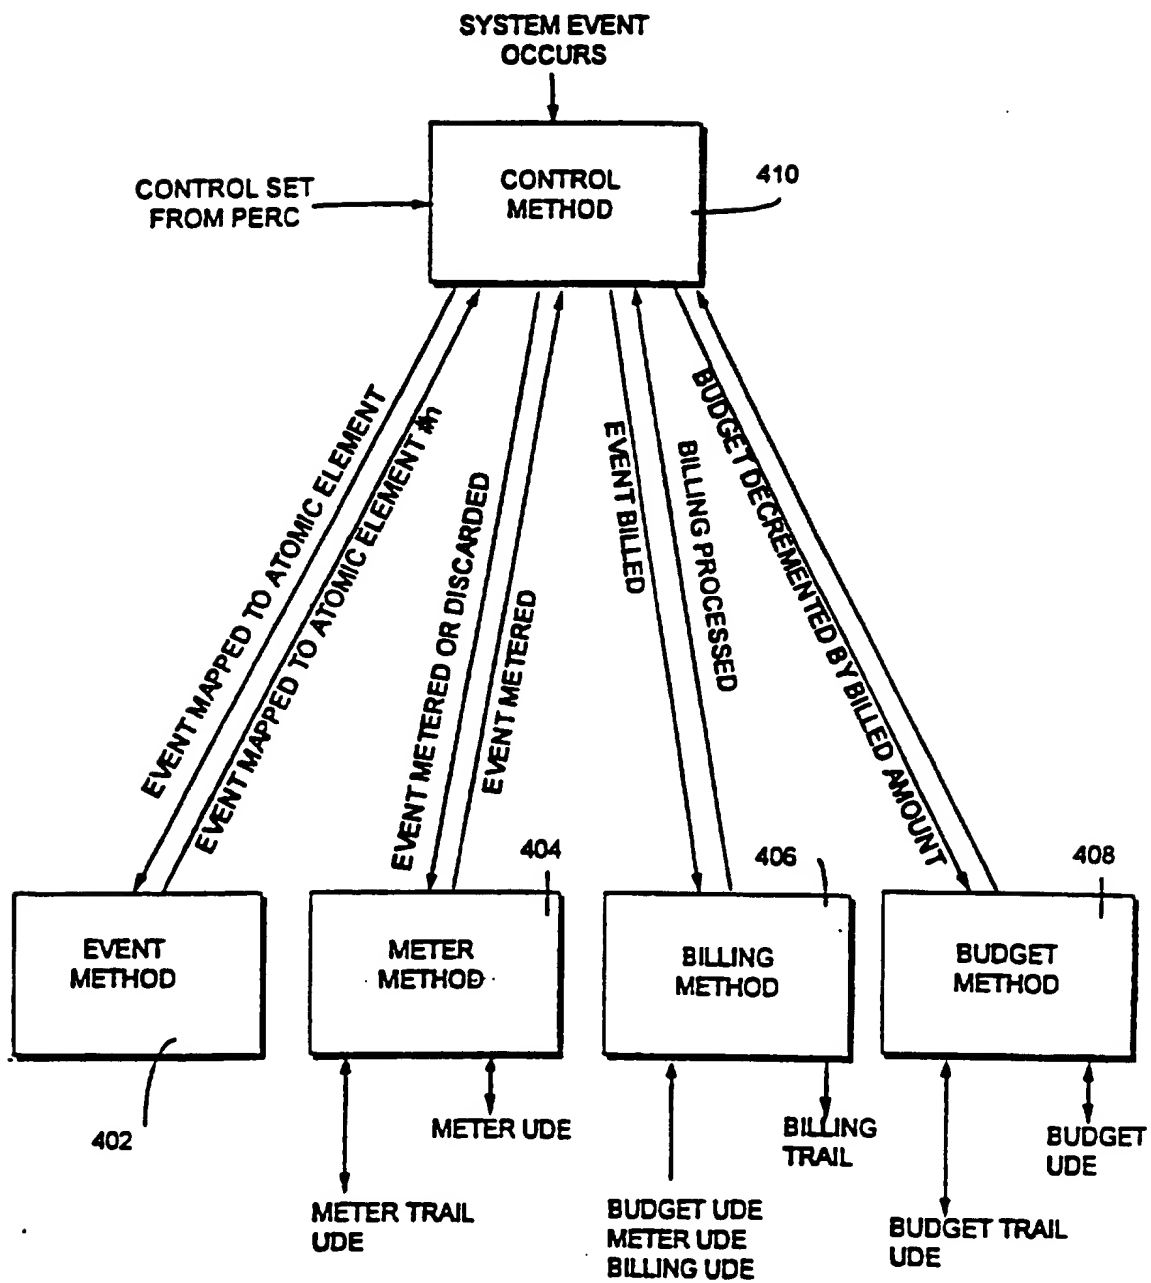 SYSTEM EVENT
OCCURS
CONTROL SET
FROM PERC
CONTROL
METHOD
410
EVENT MAPPED TO ATOMIC ELEMENT
EVENT MAPPED TO ATOMIC ELEMENT #n
EVENT METERED OR DISCARDED
EVENT METERED
EVENT BILLED
BILLING PROCESSED
BUDGET DECREMENTED BY BILLED AMOUNT
404
406
408
EVENT
METHOD
METER
METHOD
BILLING
METHOD
BUDGET
METHOD
402
METER UDE
BILLING
TRAIL
BUDGET
UDE
METER TRAIL
UDE
BUDGET UDE
METER UDE
BILLING UDE
BUDGET TRAIL
UDE